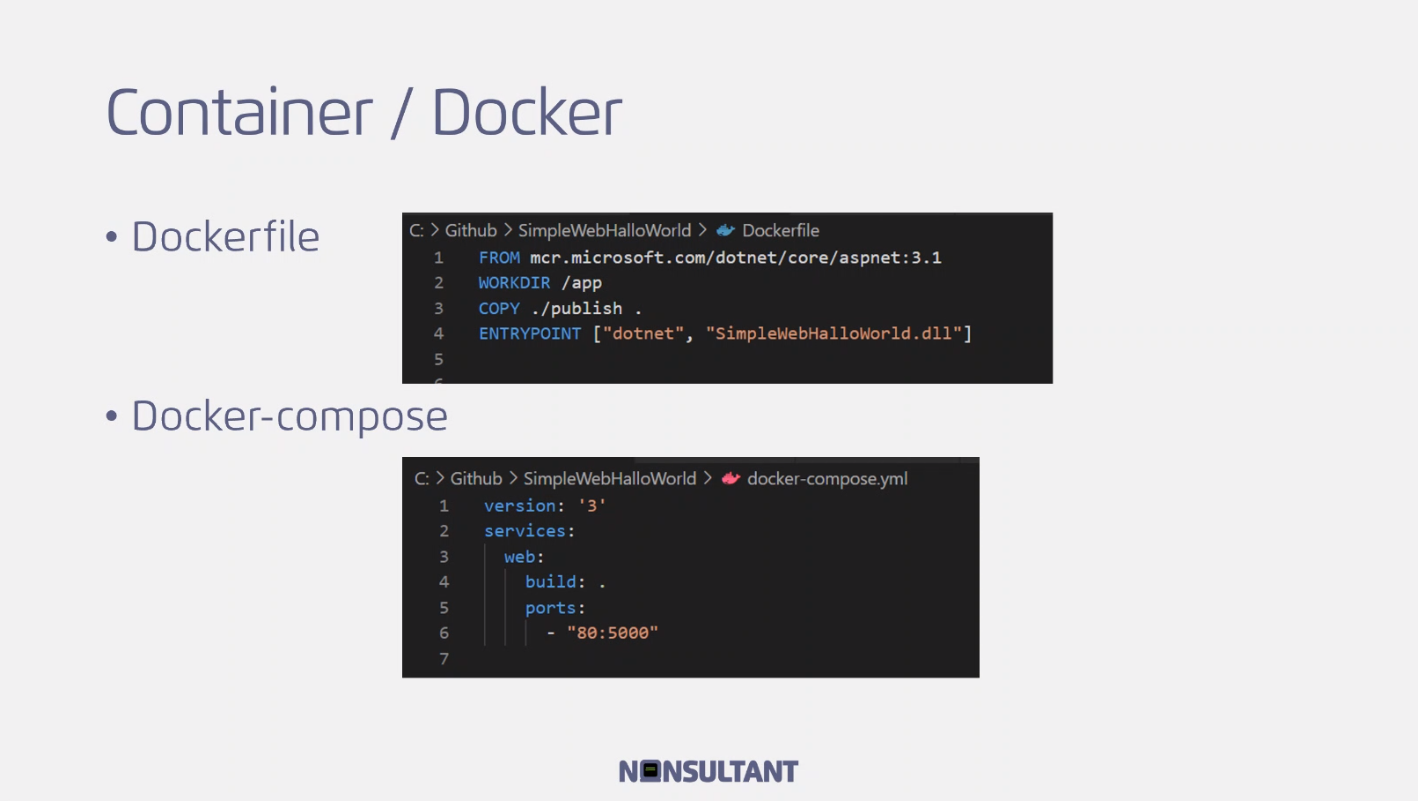 Container / Docker
• Dockerfile
C: > Github > SimpleWebHalloWorld > Dockerfile
1 FROM mcr.microsoft.com/dotnet/core/aspnet:3.1
2 WORKDIR /app
3 COPY ./publish .
4 ENTRYPOINT ["dotnet", "SimpleWebHalloWorld.dll"]
5
• Docker-compose
C: > Github > SimpleWebHalloWorld > docker-compose.yml
1 version: '3'
2 services:
3 web:
4 build: .
5 ports:
6 - "80:5000"
7
NONSULTANT